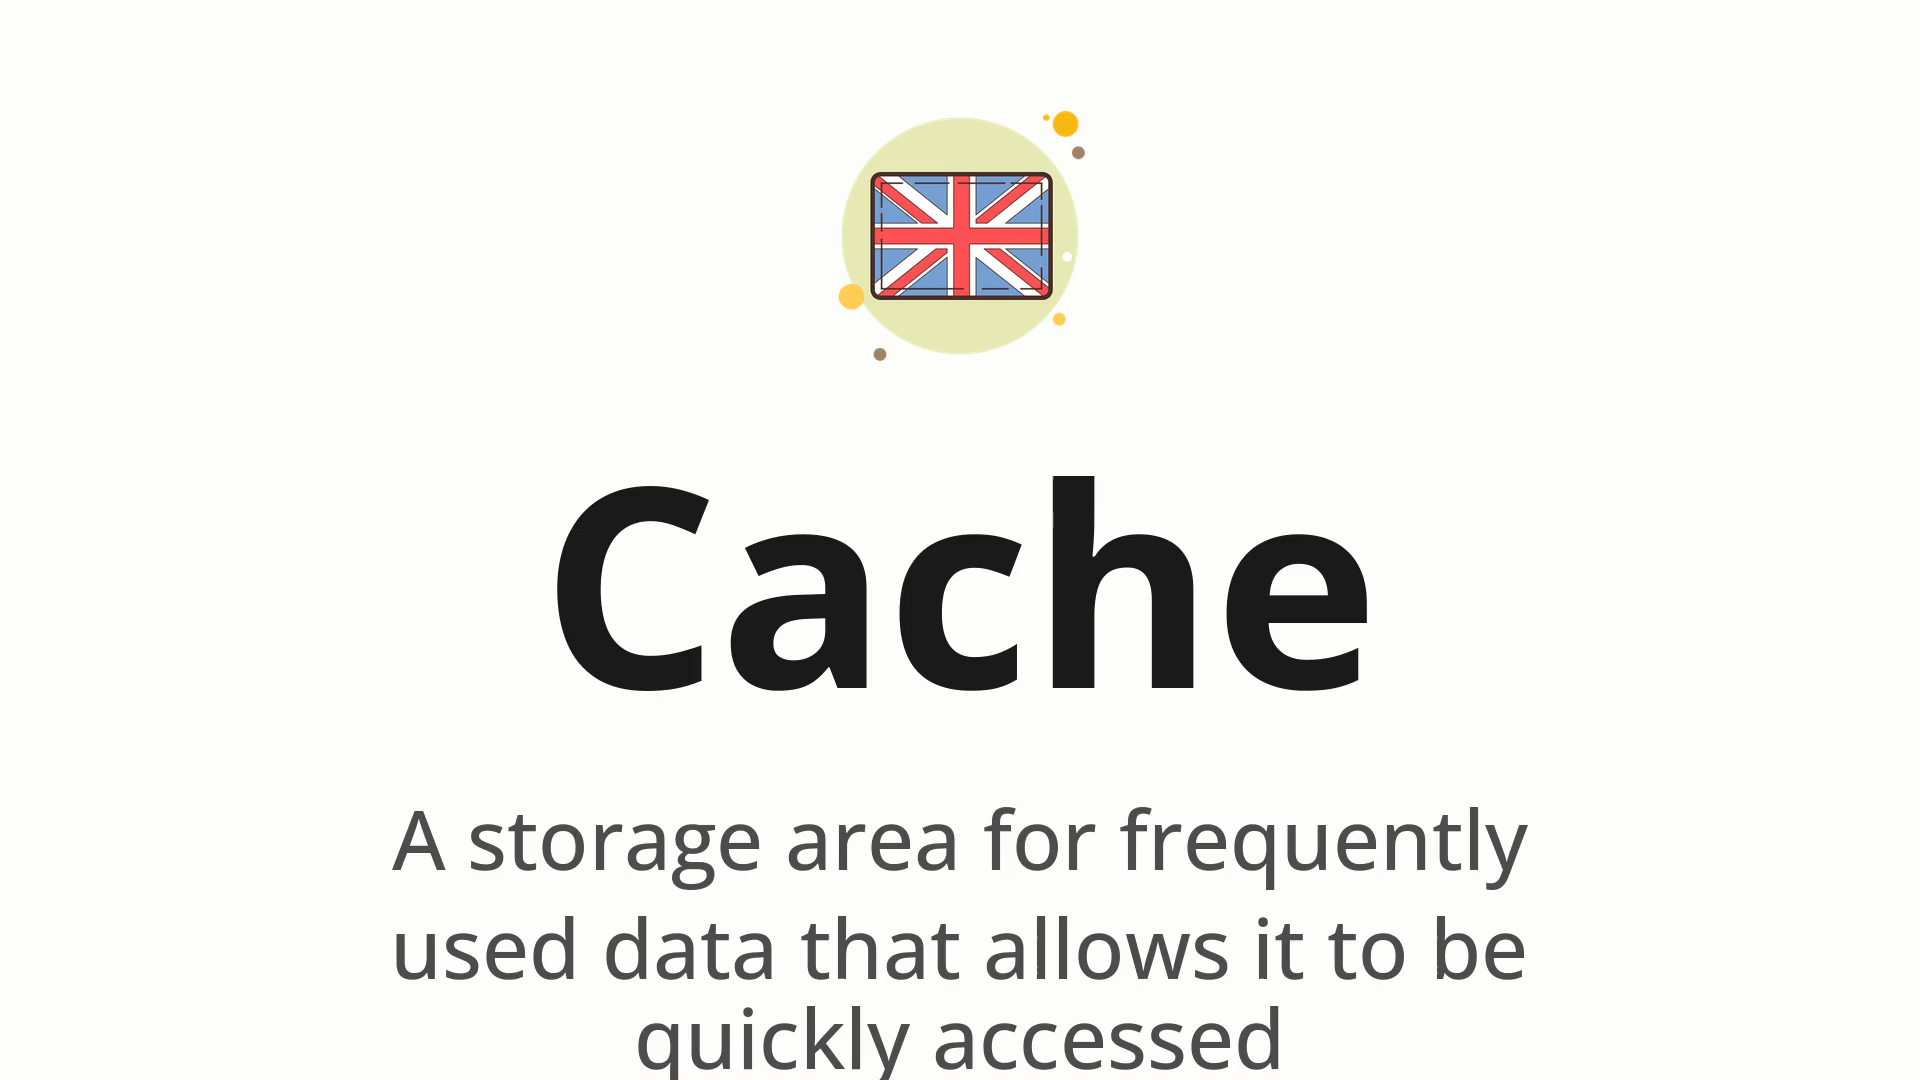 Cache
A storage area for frequently
used data that allows it to be
quickly accessed